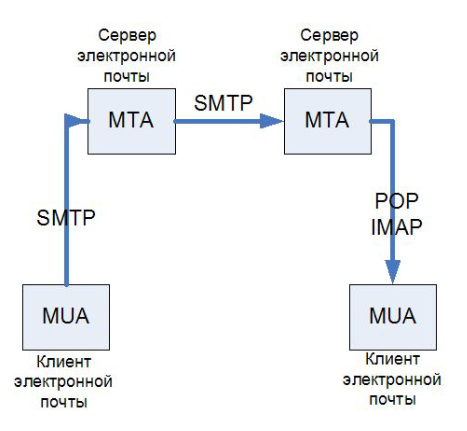 Сервер
электронной
почты
Сервер
электронной
почты
MTA
SMTP
MTA
SMTP
POP
IMAP
MUA
MUA
Клиент
электронной
почты
Клиент
электронной
почты